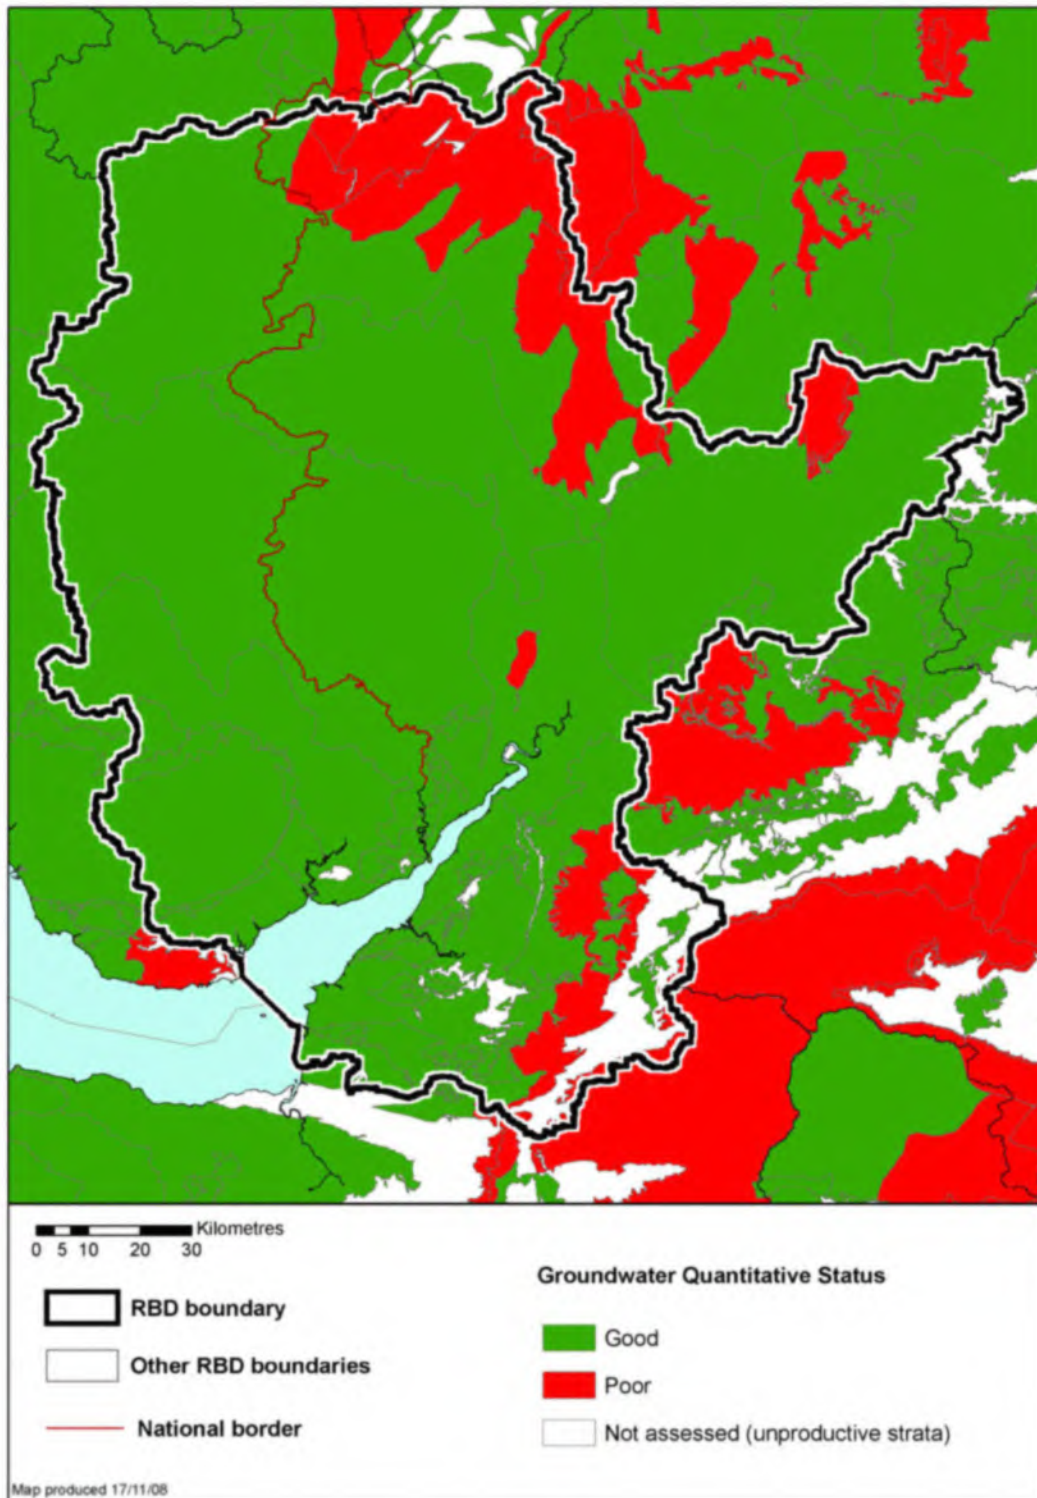 Kilometres
0 5 10 20 30
RBD boundary
Other RBD boundaries
National border
Groundwater Quantitative Status
Good
Poor
Not assessed (unproductive strata)
Map produced 17/11/08